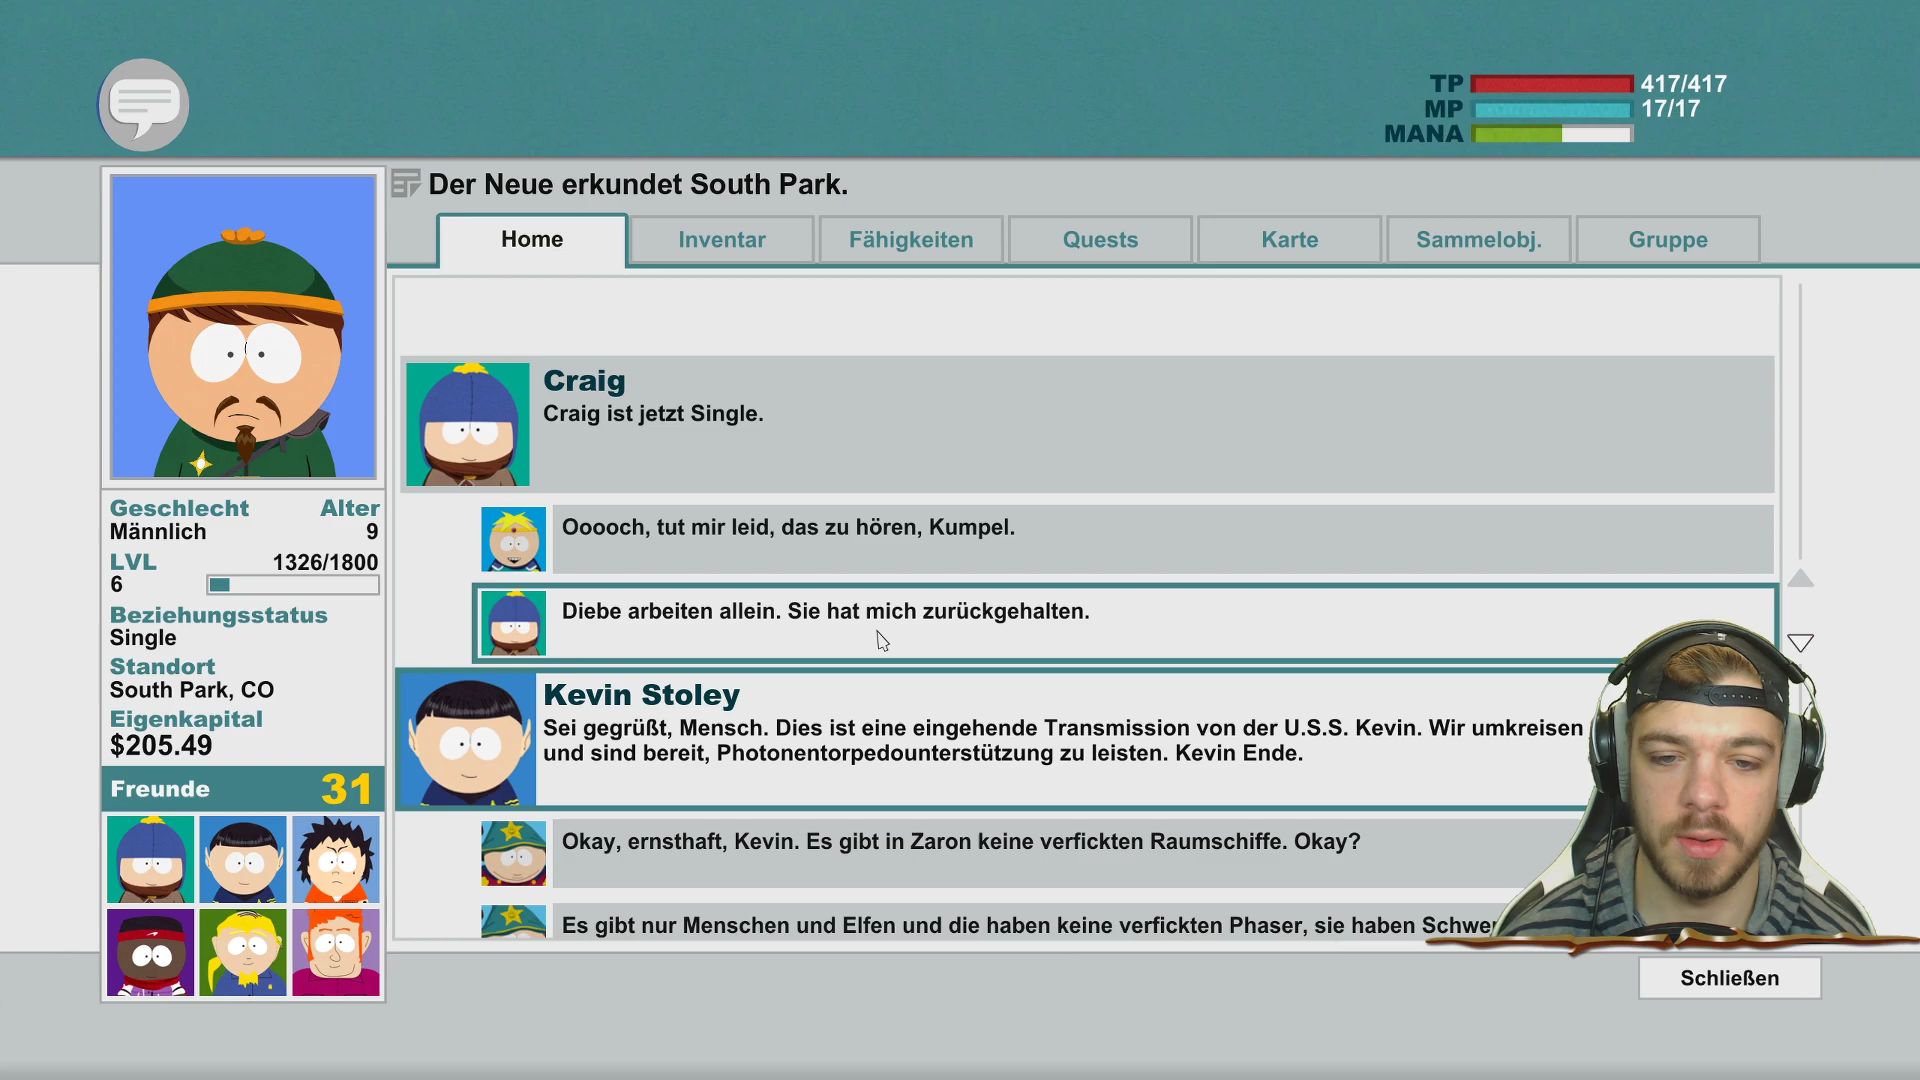 TP 417/417
MP 17/17
MANA
Der Neue erkundet South Park.
Home Inventar Fähigkeiten Quests Karte Sammelobj. Gruppe
Craig
Craig ist jetzt Single.
Ooooch, tut mir leid, das zu hören, Kumpel.
Diebe arbeiten allein. Sie hat mich zurückgehalten.
Kevin Stoley
Sei gegrüßt, Mensch. Dies ist eine eingehende Transmission von der U.S.S. Kevin. Wir umkreisen
und sind bereit, Photonentorpedounterstützung zu leisten. Kevin Ende.
Okay, ernsthaft, Kevin. Es gibt in Zaron keine verfickten Raumschiffe. Okay?
Es gibt nur Menschen und Elfen und die haben keine verfickten Phaser, sie haben
Geschlecht Alter
Männlich 9
LVL 1326/1800
6
Beziehungsstatus
Single
Standort
South Park, CO
Eigenkapital
$205.49
Freunde 31
Schließen